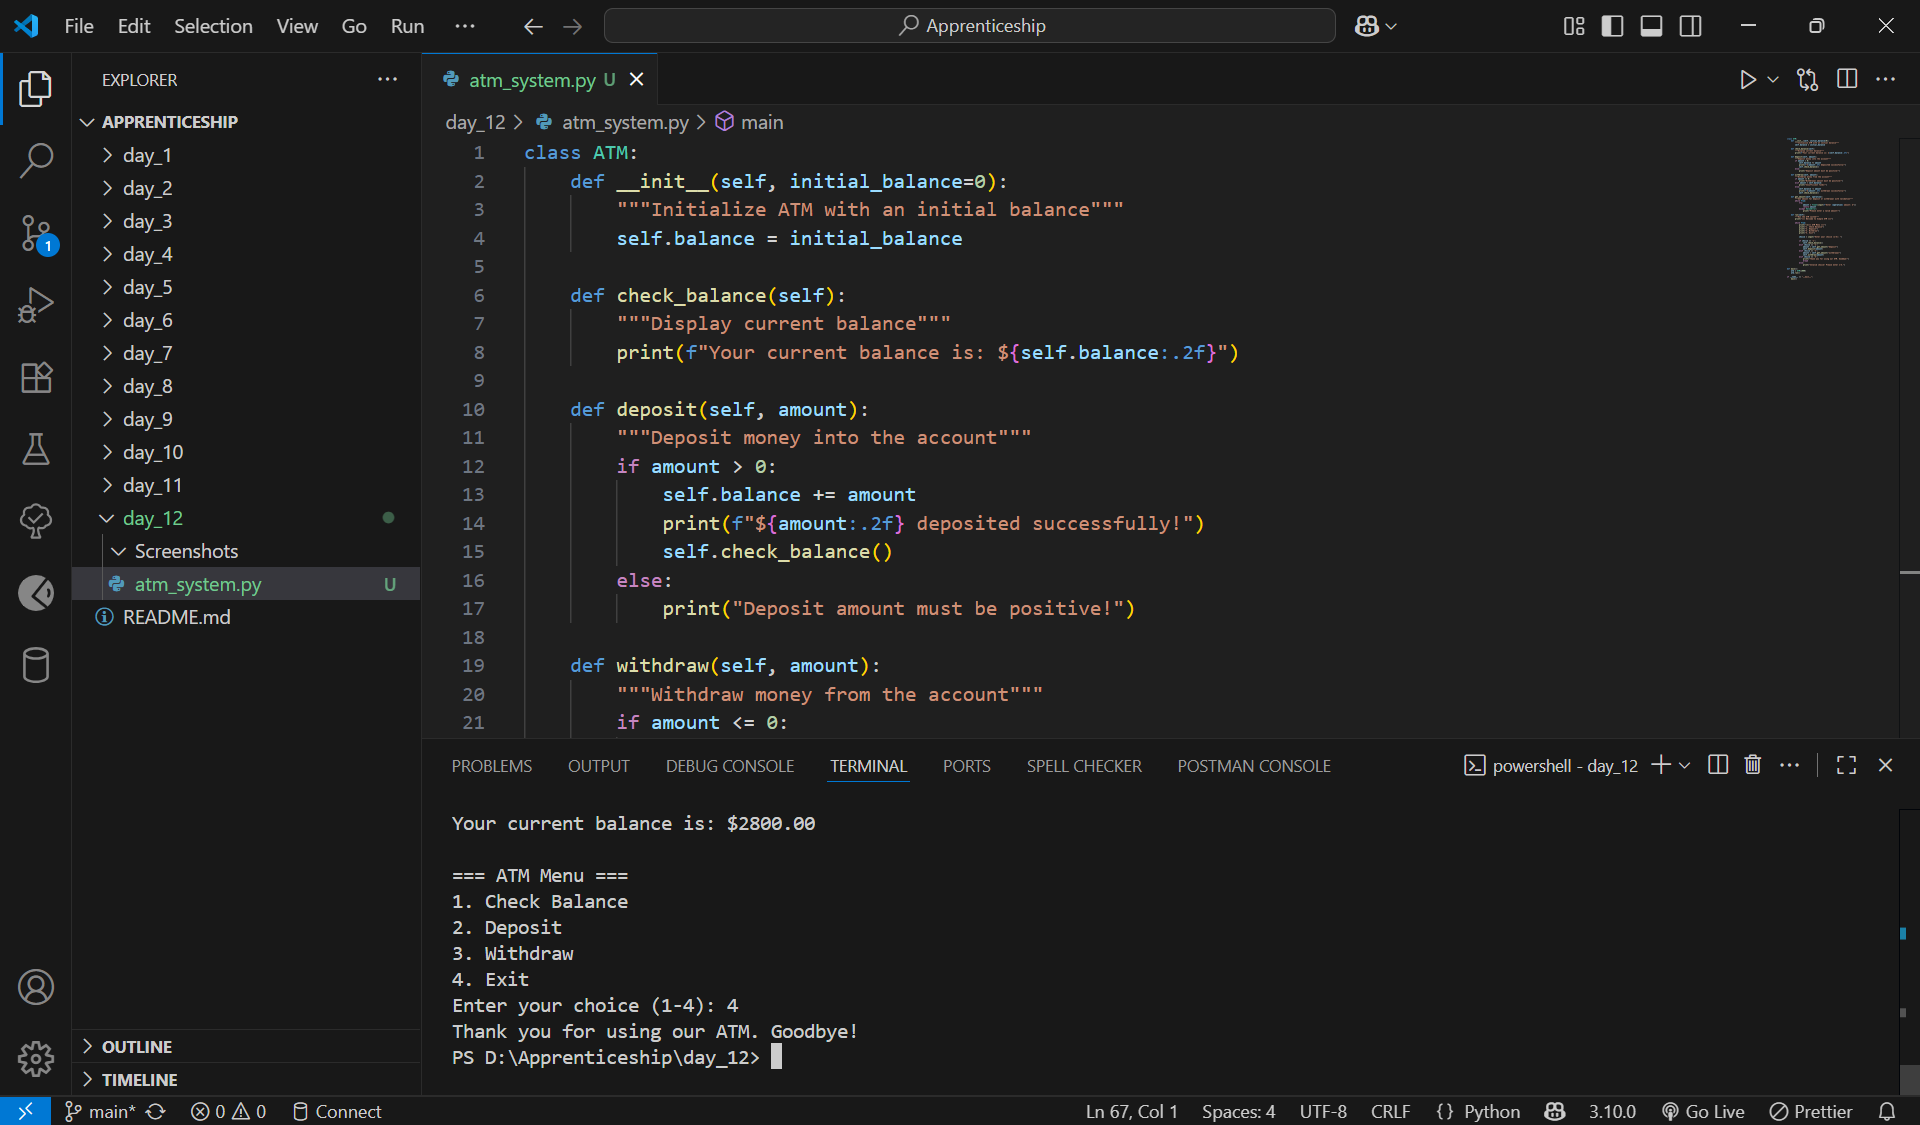 File Edit Selection View Go Run ··· Apprenticeship
EXPLORER ···
APPRENTICESHIP
day_1
day_2
day_3
day_4
day_5
day_6
day_7
day_8
day_9
day_10
day_11
day_12
Screenshots
atm_system.py U
README.md
OUTLINE
TIMELINE
1
atm_system.py U
day_12 > atm_system.py > main
1 class ATM:
2     def __init__(self, initial_balance=0):
3         """Initialize ATM with an initial balance"""
4         self.balance = initial_balance
5
6     def check_balance(self):
7         """Display current balance"""
8         print(f"Your current balance is: ${self.balance:.2f}")
9
10     def deposit(self, amount):
11         """Deposit money into the account"""
12         if amount > 0:
13             self.balance += amount
14             print(f"${amount:.2f} deposited successfully!")
15             self.check_balance()
16         else:
17             print("Deposit amount must be positive!")
18
19     def withdraw(self, amount):
20         """Withdraw money from the account"""
21         if amount <= 0:
PROBLEMS OUTPUT DEBUG CONSOLE TERMINAL PORTS SPELL CHECKER POSTMAN CONSOLE powershell - day_12
Your current balance is: $2800.00
=== ATM Menu ===
1. Check Balance
2. Deposit
3. Withdraw
4. Exit
Enter your choice (1-4): 4
Thank you for using our ATM. Goodbye!
PS D:\Apprenticeship\day_12>
main* 0 0 Connect Ln 67, Col 1 Spaces: 4 UTF-8 CRLF {} Python 3.10.0 Go Live Prettier